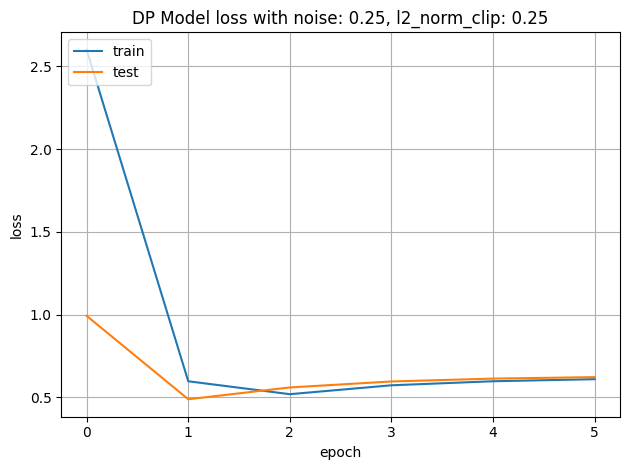 DP Model loss with noise: 0.25, l2_norm_clip: 0.25
train
test
2.5
2.0
1.5
1.0
0.5
loss
0 1 2 3 4 5
epoch